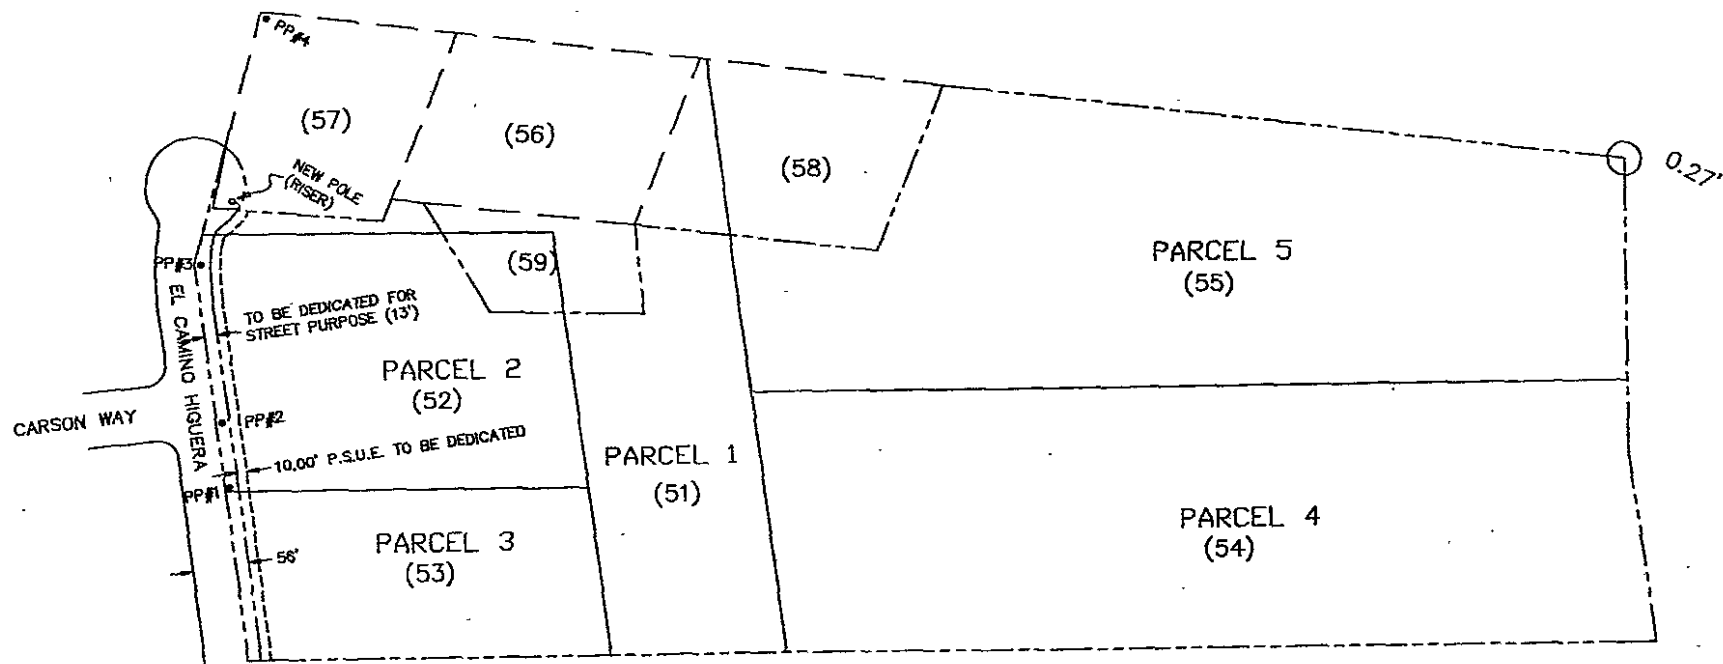 PP#4
(57)
(56)
(58)
0.27'
NEW POLE
(RISER)
(59)
PP#3
PARCEL 5
(55)
TO BE DEDICATED FOR
STREET PURPOSE (13')
EL CAMINO HIGUERA
PARCEL 2
(52)
CARSON WAY
PP#2
10.00' P.S.U.E. TO BE DEDICATED
PARCEL 1
(51)
PP#1
PARCEL 3
(53)
56'
PARCEL 4
(54)